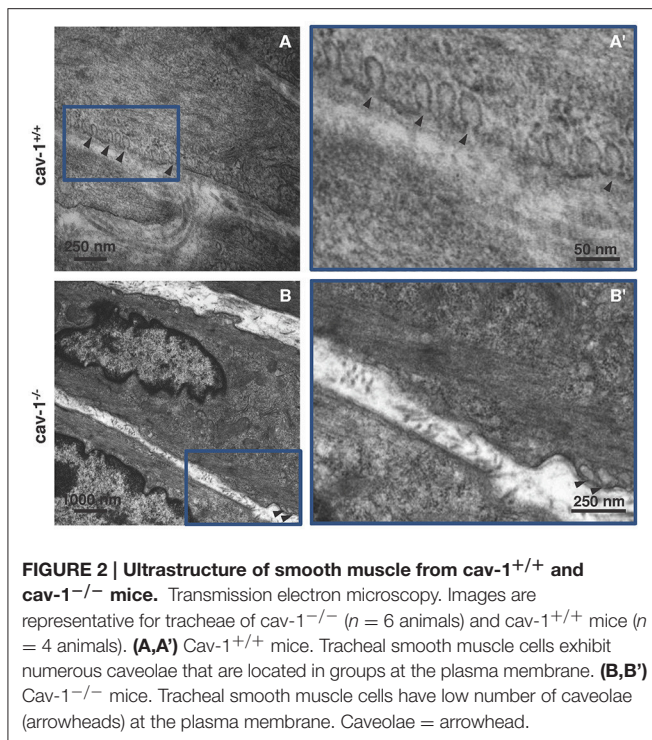 A
A'
cav-1+/+
250 nm
50 nm
B
B'
cav-1-/-
1000 nm
250 nm
FIGURE 2 | Ultrastructure of smooth muscle from cav-1+/+ and
cav-1−/− mice. Transmission electron microscopy. Images are
representative for tracheae of cav-1−/− (n = 6 animals) and cav-1+/+ mice (n
= 4 animals). (A,A') Cav-1+/+ mice. Tracheal smooth muscle cells exhibit
numerous caveolae that are located in groups at the plasma membrane. (B,B')
Cav-1−/− mice. Tracheal smooth muscle cells have low number of caveolae
(arrowheads) at the plasma membrane. Caveolae = arrowhead.